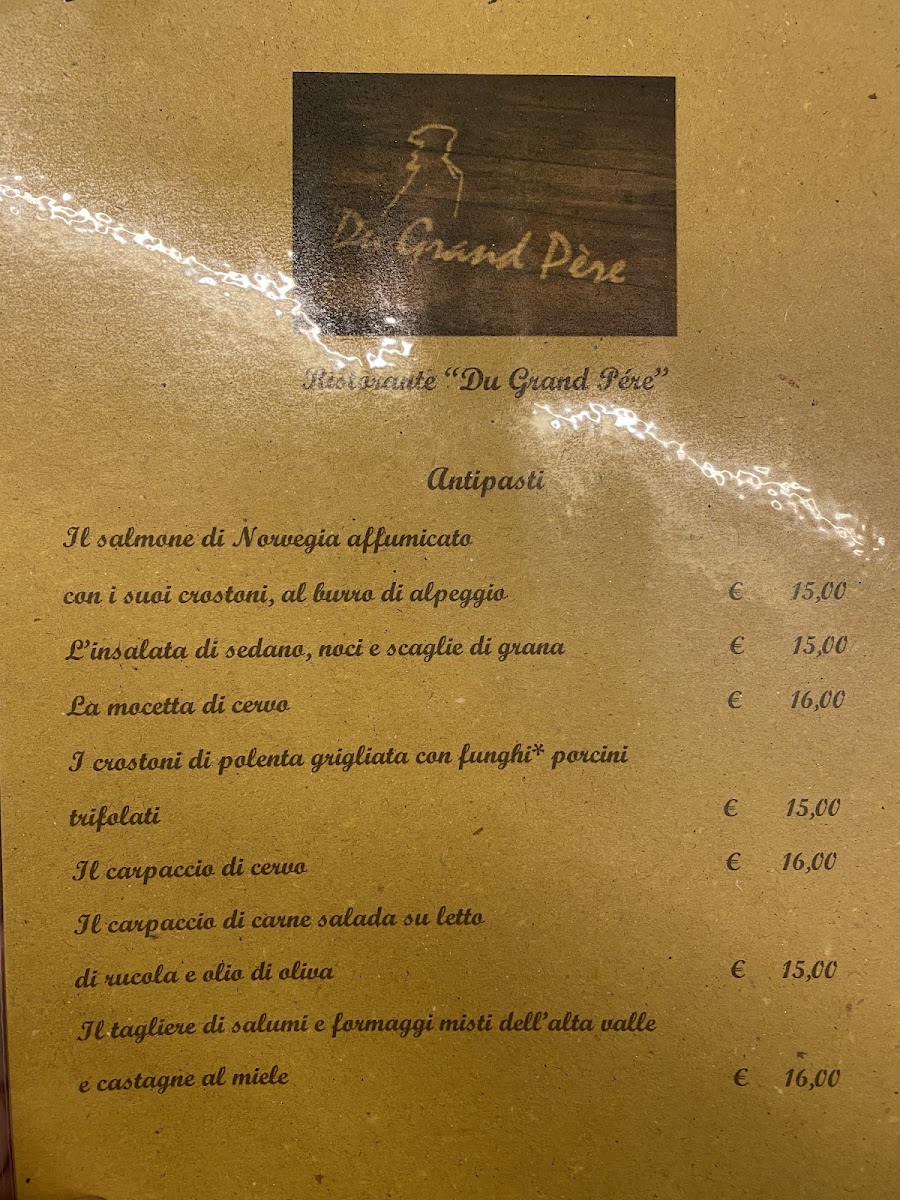 Du Grand Père
Ristorante “Du Grand Pére”
Antipasti
Il salmone di Norvegia affumicato
con i suoi crostoni, al burro di alpeggio € 15,00
L’insalata di sedano, noci e scaglie di grana € 15,00
La mocetta di cervo € 16,00
I crostoni di polenta grigliata con funghi* porcini
trifolati € 15,00
Il carpaccio di cervo € 16,00
Il carpaccio di carne salada su letto
di rucola e olio di oliva € 15,00
Il tagliere di salumi e formaggi misti dell’alta valle
e castagne al miele € 16,00